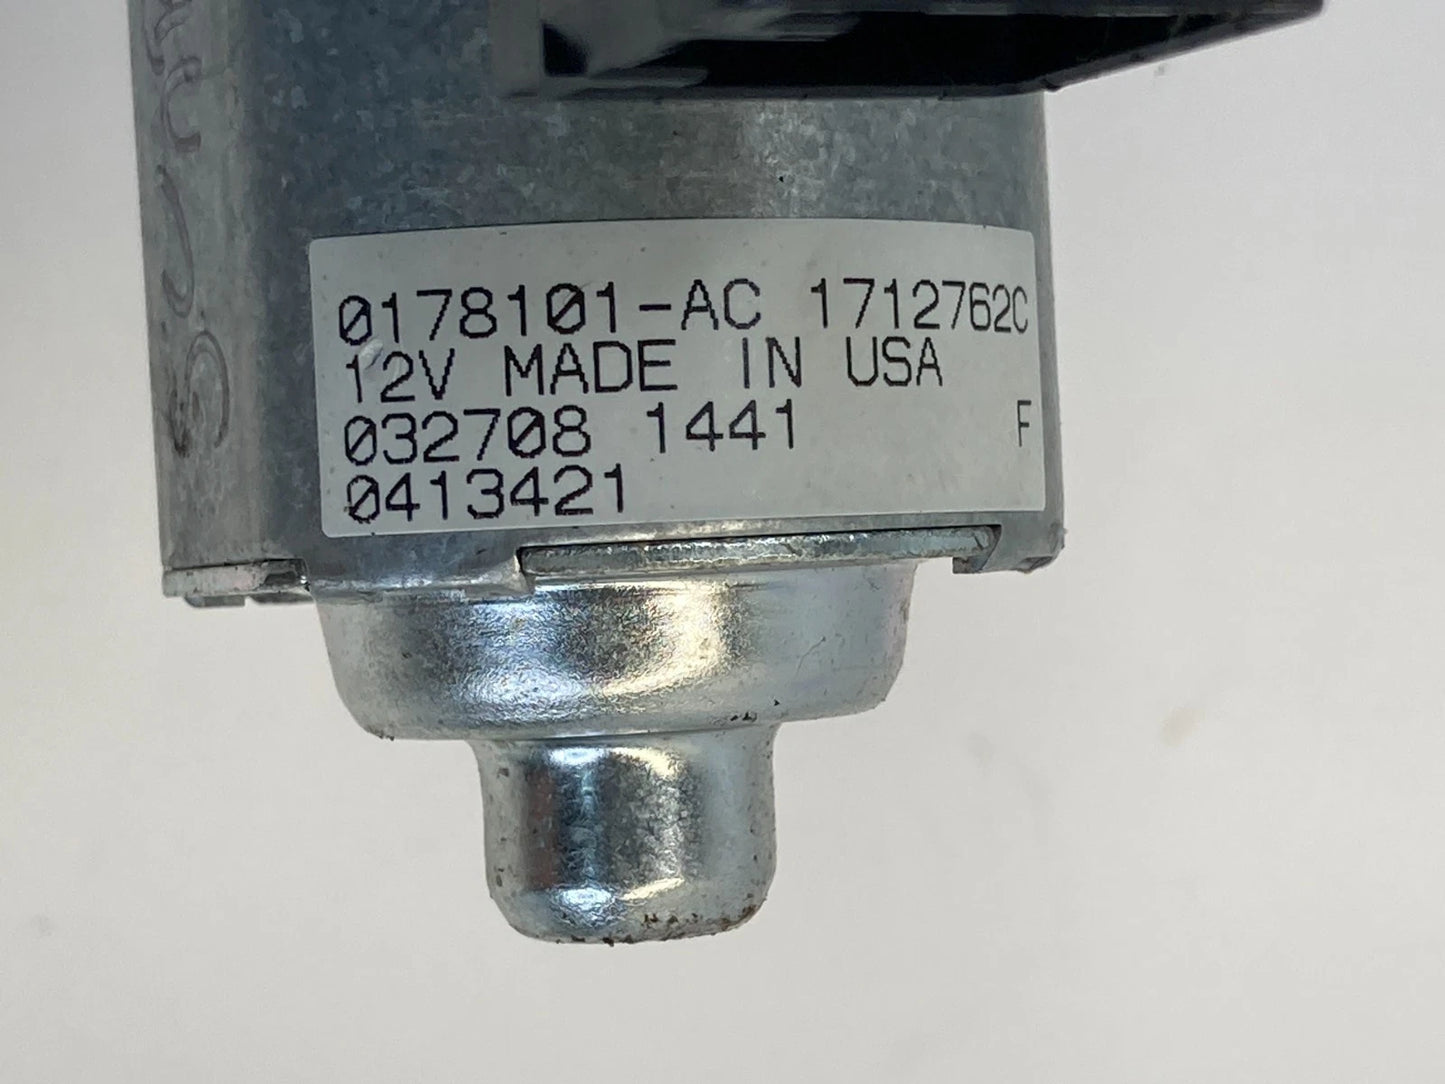 0178101-AC 1712762C
12V MADE IN USA
032708 1441 F
0413421